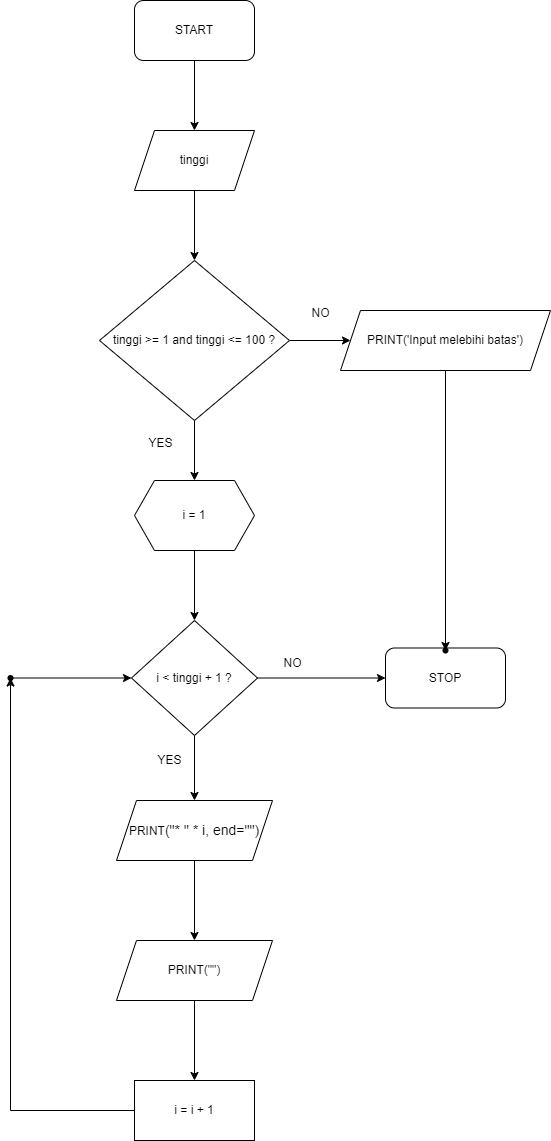 START
tinggi
tinggi >= 1 and tinggi <= 100 ?
NO
PRINT('Input melebihi batas')
YES
i = 1
i < tinggi + 1 ?
NO
STOP
YES
PRINT("* " * i, end="")
PRINT("")
i = i + 1